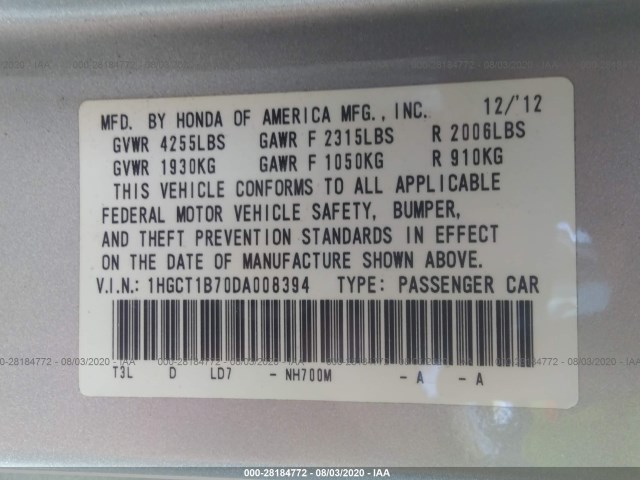 MFD. BY HONDA OF AMERICA MFG., INC. 12/'12
GVWR 4255LBS GAWR F 2315LBS R 2006LBS
GVWR 1930KG GAWR F 1050KG R 910KG
THIS VEHICLE CONFORMS TO ALL APPLICABLE
FEDERAL MOTOR VEHICLE SAFETY, BUMPER,
AND THEFT PREVENTION STANDARDS IN EFFECT
ON THE DATE OF MANUFACTURE SHOWN ABOVE.
V.I.N.: 1HGCT1B70DA008394 TYPE: PASSENGER CAR
T3L D LD7 - NH700M - A - A
000-28184772 - 08/03/2020 - IAA